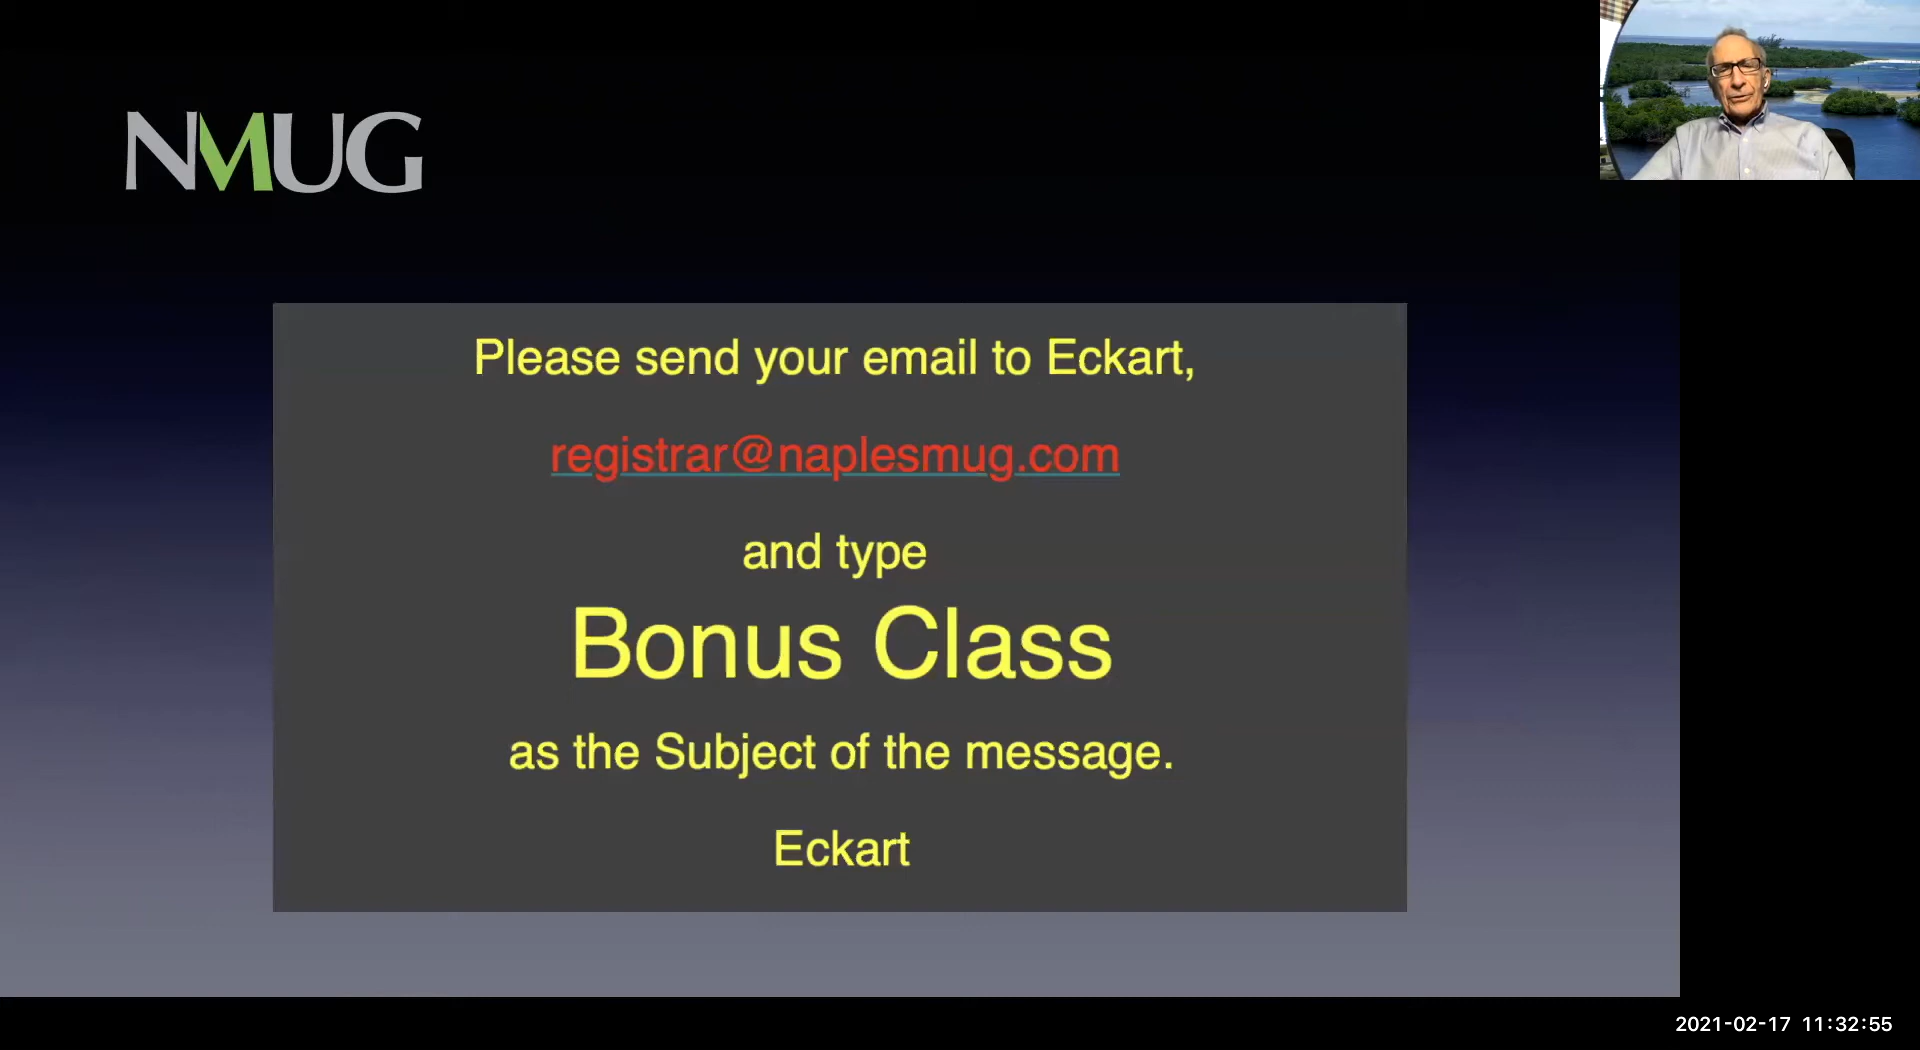 NMUG
Please send your email to Eckart,
registrar@naplesmug.com
and type
Bonus Class
as the Subject of the message.
Eckart
2021-02-17 11:32:55